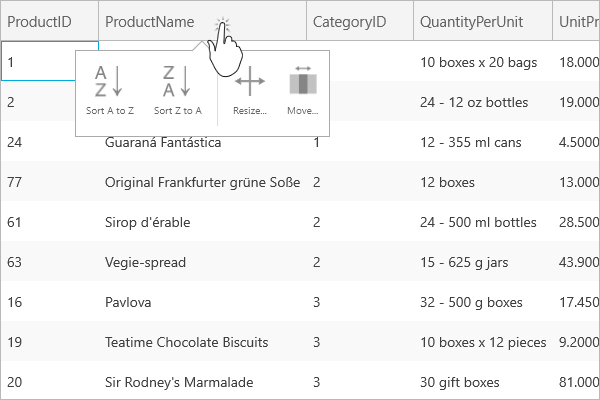 ProductID ProductName CategoryID QuantityPerUnit UnitPr
1 10 boxes x 20 bags 18.000
2 24 - 12 oz bottles 19.000
A Z Z A
Sort A to Z Sort Z to A Resize... Move...
24 Guaraná Fantástica 1 12 - 355 ml cans 4.5000
77 Original Frankfurter grüne Soße 2 12 boxes 13.000
61 Sirop d'érable 2 24 - 500 ml bottles 28.500
63 Vegie-spread 2 15 - 625 g jars 43.900
16 Pavlova 3 32 - 500 g boxes 17.450
19 Teatime Chocolate Biscuits 3 10 boxes x 12 pieces 9.2000
20 Sir Rodney's Marmalade 3 30 gift boxes 81.000